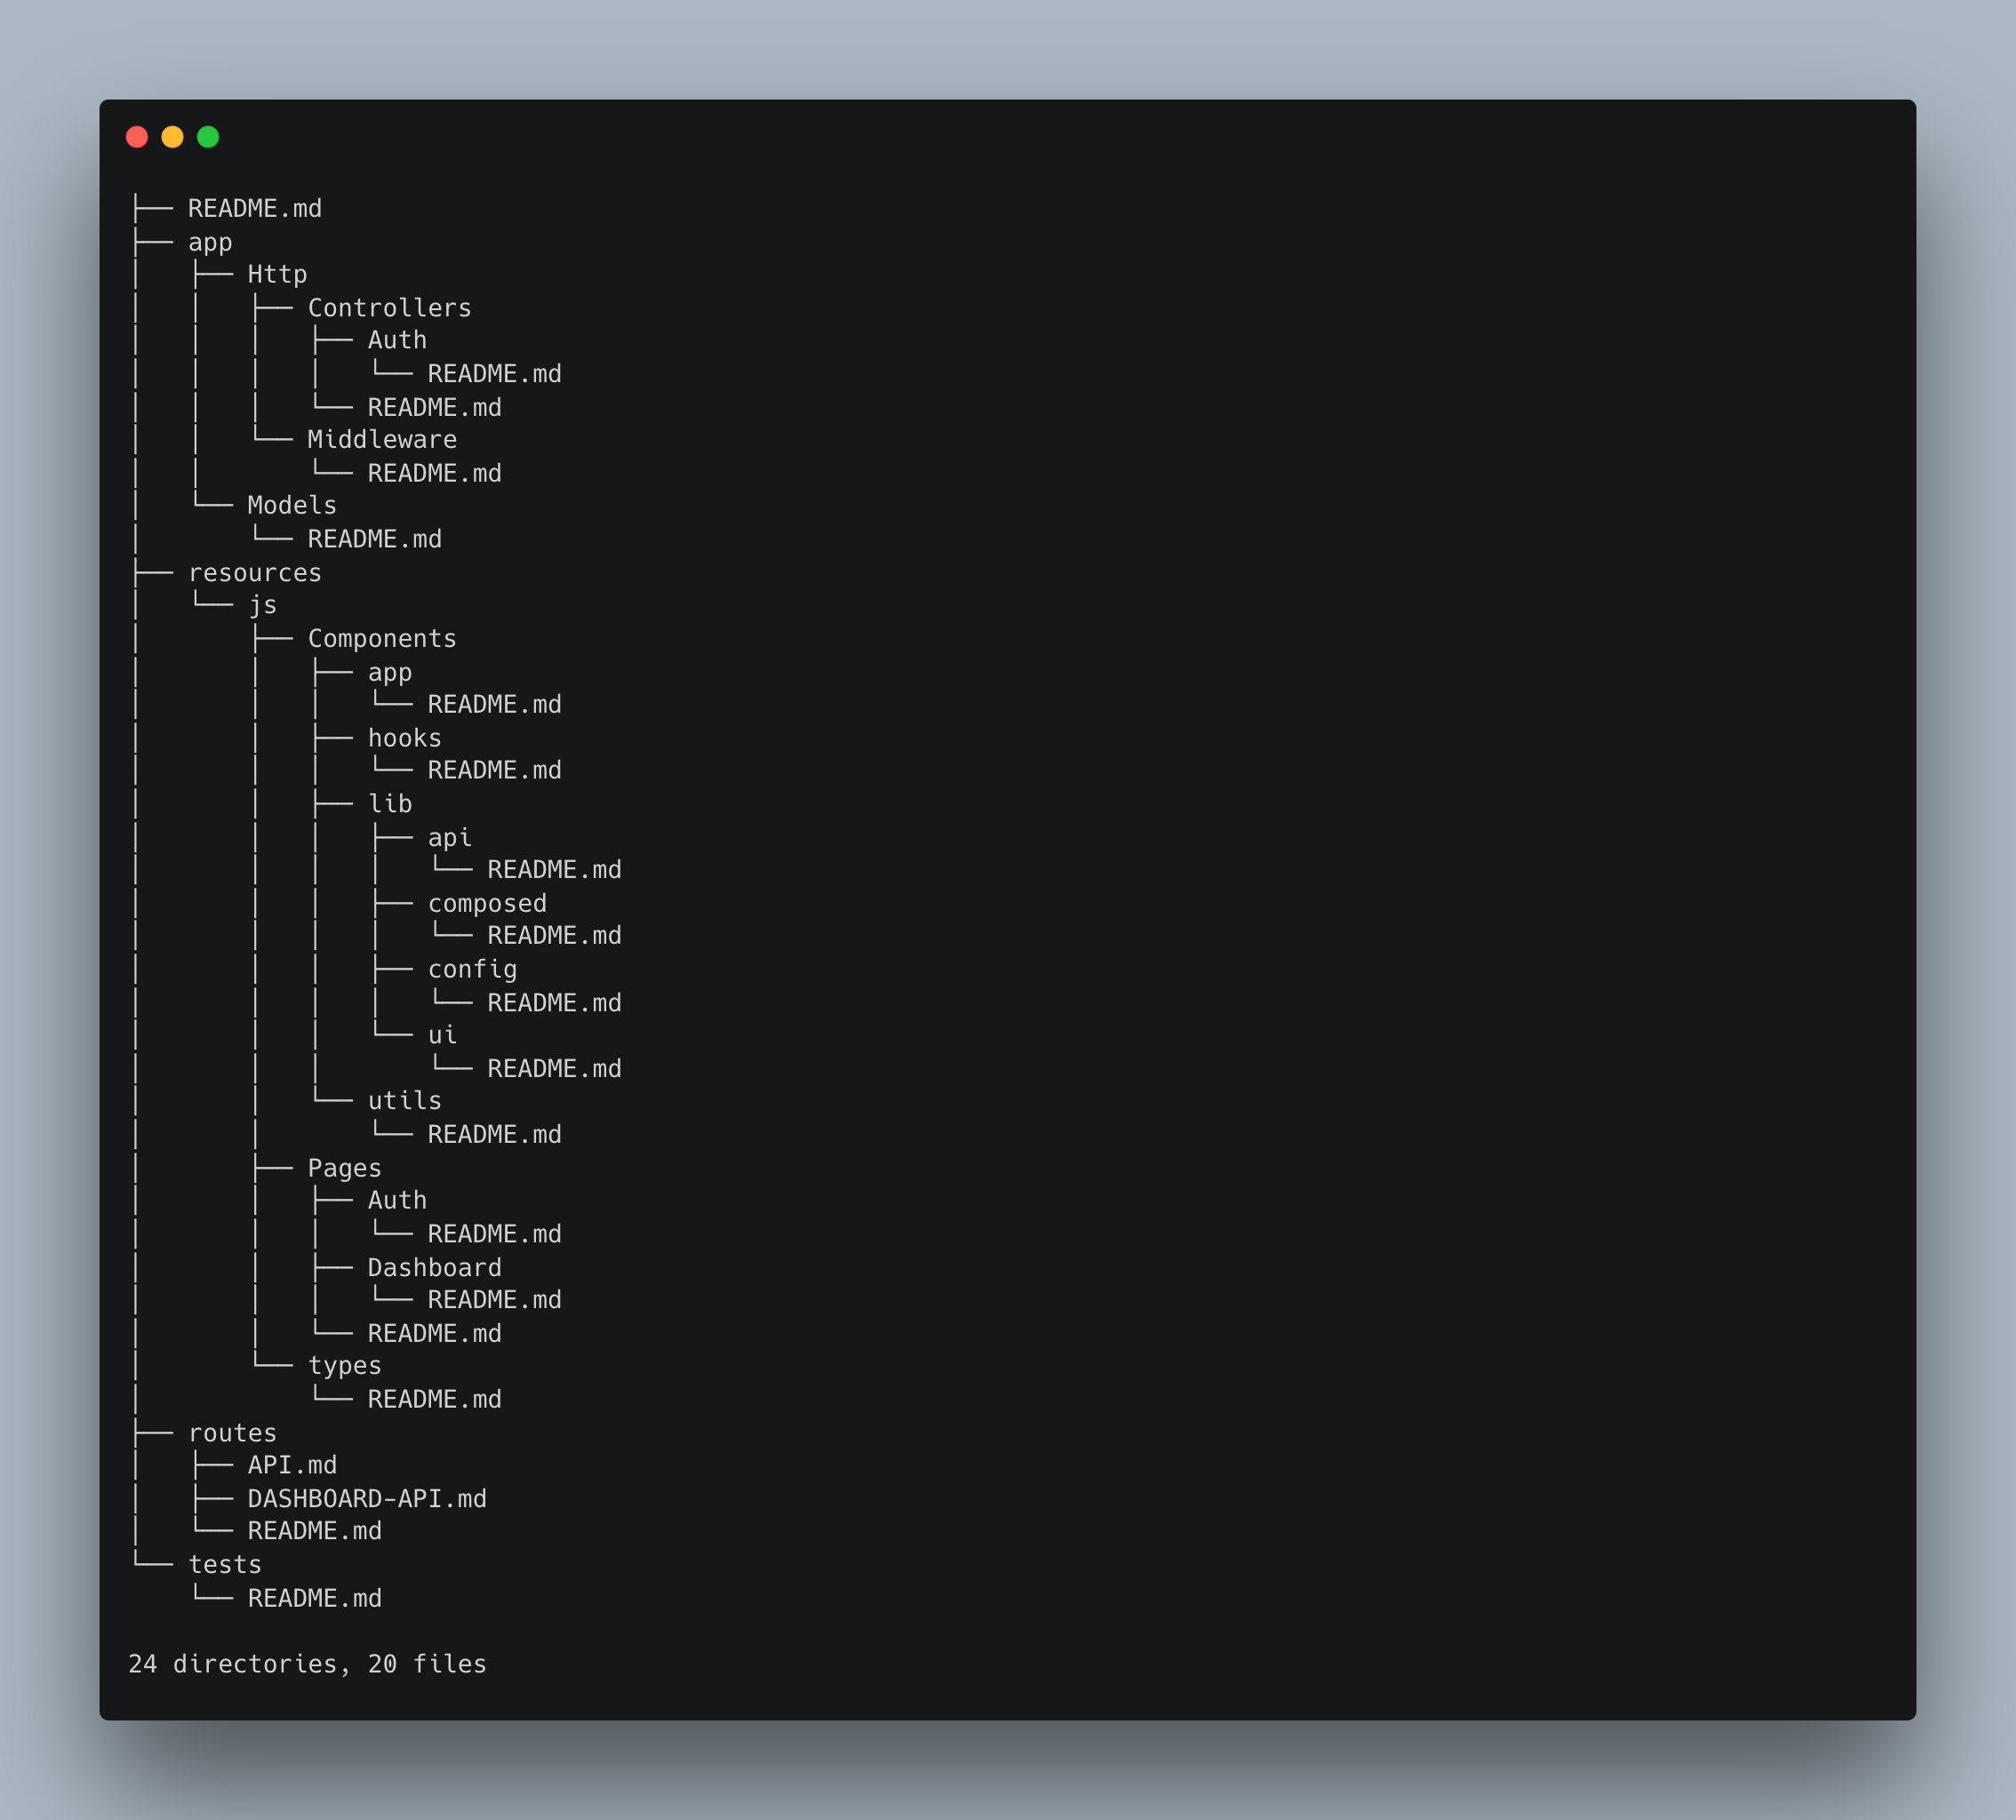 ├── README.md
├── app
│   ├── Http
│   │   ├── Controllers
│   │   │   ├── Auth
│   │   │   │   └── README.md
│   │   │   └── README.md
│   │   └── Middleware
│   │       └── README.md
│   └── Models
│       └── README.md
├── resources
│   └── js
│       ├── Components
│       │   ├── app
│       │   │   └── README.md
│       │   ├── hooks
│       │   │   └── README.md
│       │   ├── lib
│       │   │   ├── api
│       │   │   │   └── README.md
│       │   │   ├── composed
│       │   │   │   └── README.md
│       │   │   ├── config
│       │   │   │   └── README.md
│       │   │   └── ui
│       │   │       └── README.md
│       │   └── utils
│       │       └── README.md
│       ├── Pages
│       │   ├── Auth
│       │   │   └── README.md
│       │   ├── Dashboard
│       │   │   └── README.md
│       │   └── README.md
│       └── types
│           └── README.md
├── routes
│   ├── API.md
│   ├── DASHBOARD-API.md
│   └── README.md
└── tests
    └── README.md

24 directories, 20 files